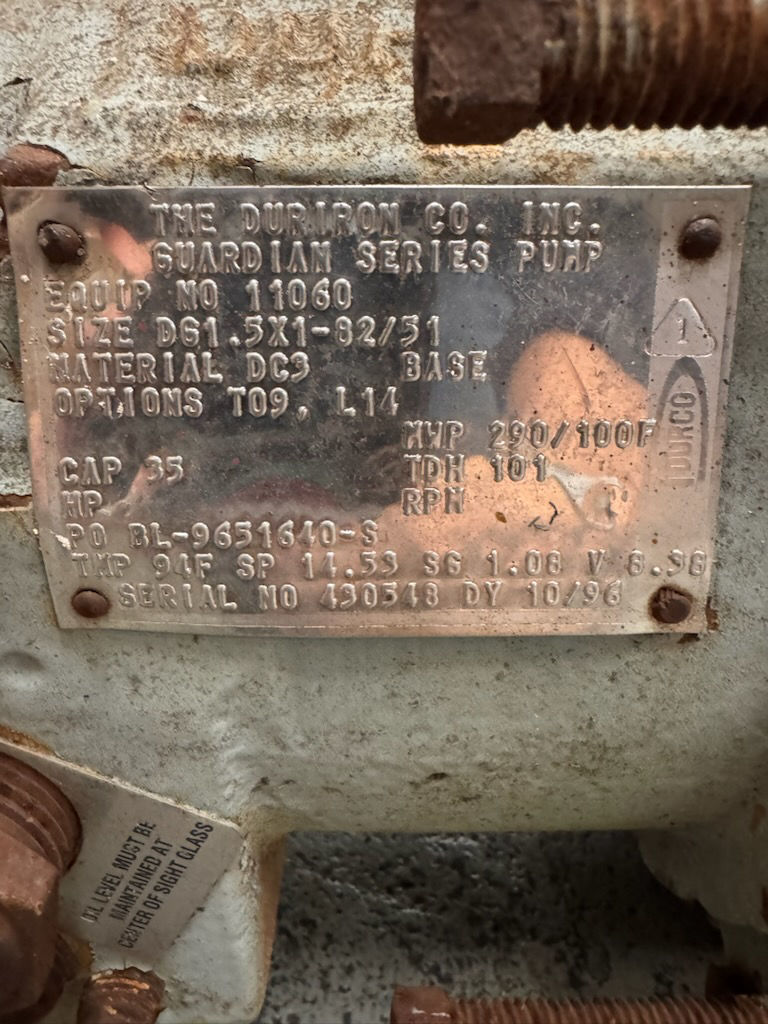 THE DURIRON CO. INC.
GUARDIAN SERIES PUMP
EQUIP NO 11060
SIZE DG1.5X1-82/51
MATERIAL DC3 BASE
OPTIONS T09, L14
MWP 290/100F
CAP 35 TDH 101
HP RPM
PO BL-9651640-S
TMP 94F SP 14.53 SG 1.08 V 8.38
SERIAL NO 430548 DY 10/96
1
DURCO
OIL LEVEL MUST BE
MAINTAINED AT
CENTER OF SIGHT GLASS